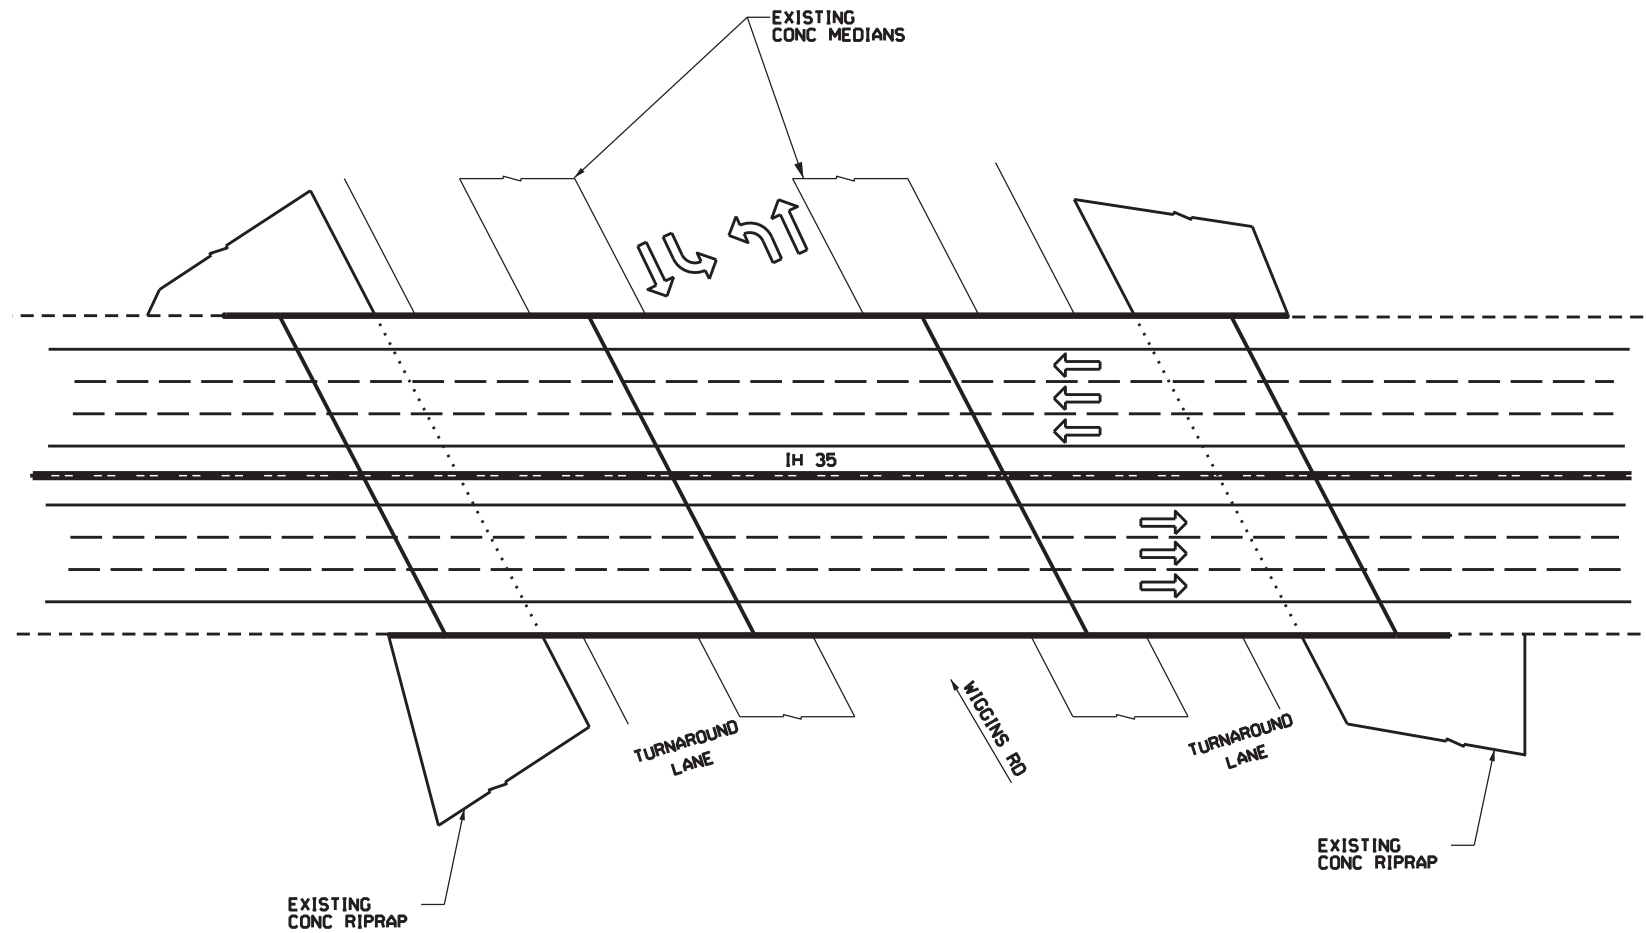 EXISTING
CONC MEDIANS
IH 35
WIGGINS RD
TURNAROUND
LANE
TURNAROUND
LANE
EXISTING
CONC RIPRAP
EXISTING
CONC RIPRAP